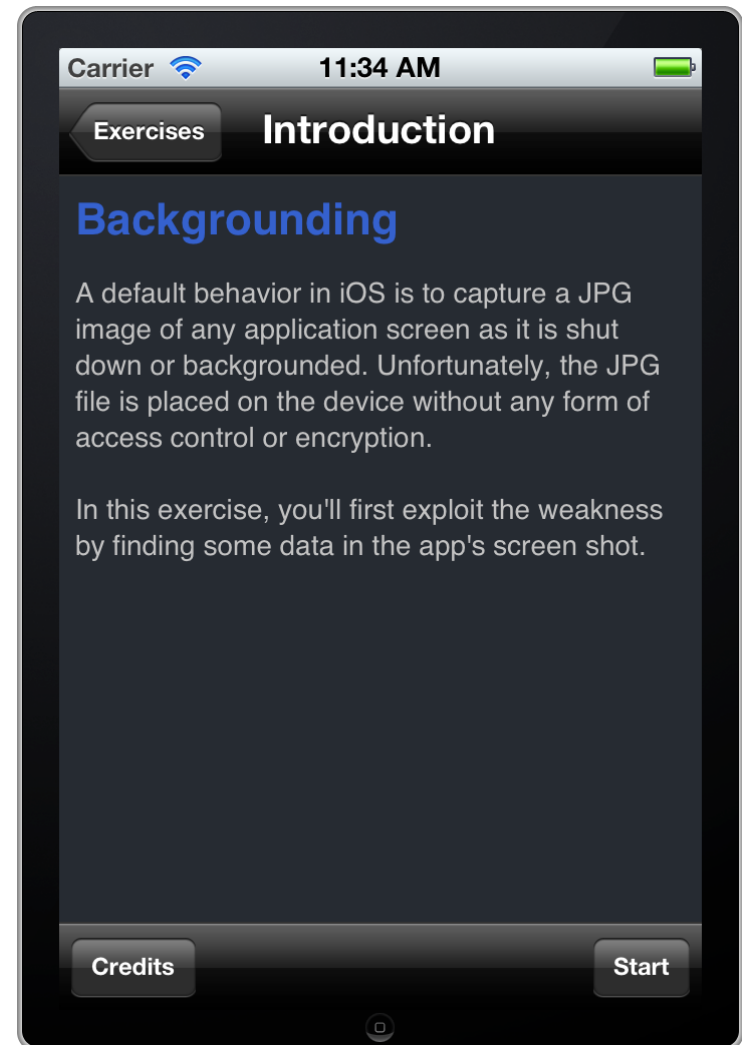 Carrier 11:34 AM
Exercises Introduction
Backgrounding
A default behavior in iOS is to capture a JPG
image of any application screen as it is shut
down or backgrounded. Unfortunately, the JPG
file is placed on the device without any form of
access control or encryption.
In this exercise, you'll first exploit the weakness
by finding some data in the app's screen shot.
Credits Start